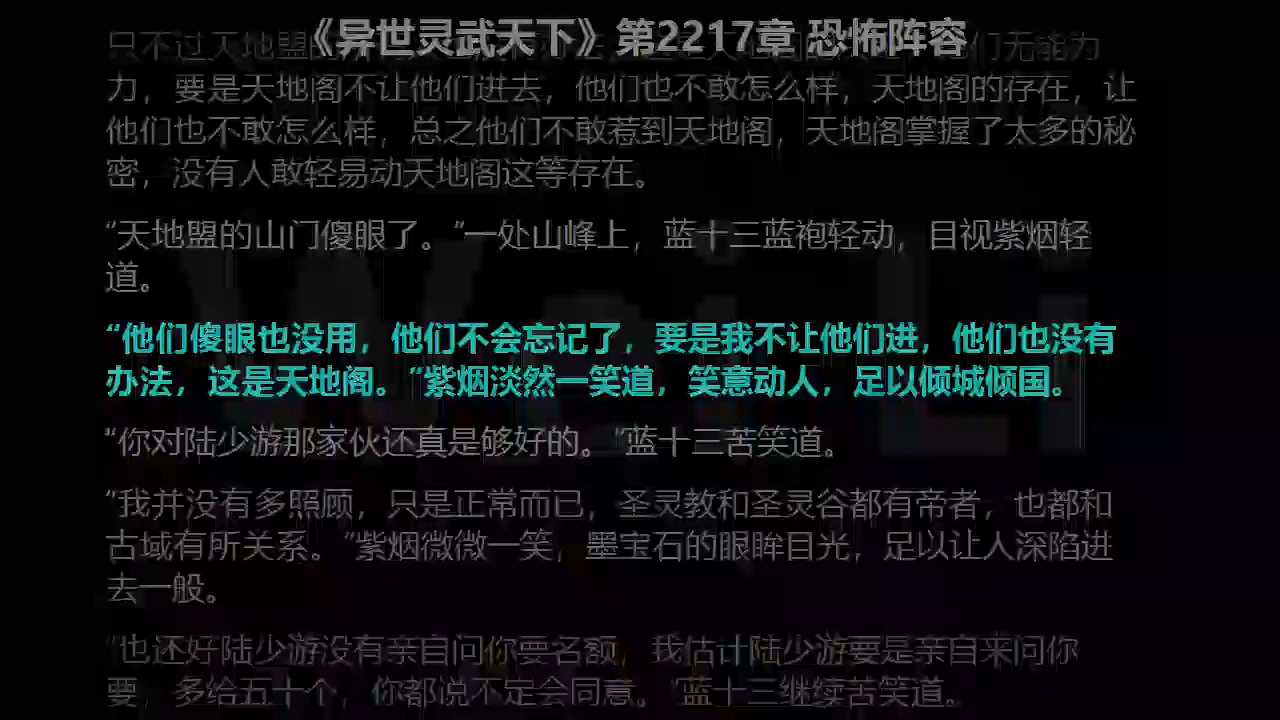 《异世灵武天下》第2217章 恐怖阵容
只不过天地盟
们无能为
力，要是天地阁不让他们进去，他们也不敢怎么样，天地阁的存在，让
他们也不敢怎么样，总之他们不敢惹到天地阁，天地阁掌握了太多的秘
密，没有人敢轻易动天地阁这等存在。
“天地盟的山门傻眼了。”一处山峰上，蓝十三蓝袍轻动，目视紫烟轻
道。
“他们傻眼也没用，他们不会忘记了，要是我不让他们进，他们也没有
办法，这是天地阁。”紫烟淡然一笑道，笑意动人，足以倾城倾国。
“你对陆少游那家伙还真是够好的。”蓝十三苦笑道。
“我并没有多照顾，只是正常而已，圣灵教和圣灵谷都有帝者，也都和
古域有所关系。”紫烟微微一笑，墨宝石的眼眸目光，足以让人深陷进
去一般。
“也还好陆少游没有亲自问你要名额，我估计陆少游要是亲自来问你
要，多给五十个，你都说不定会同意。”蓝十三继续苦笑道。
Wei Li